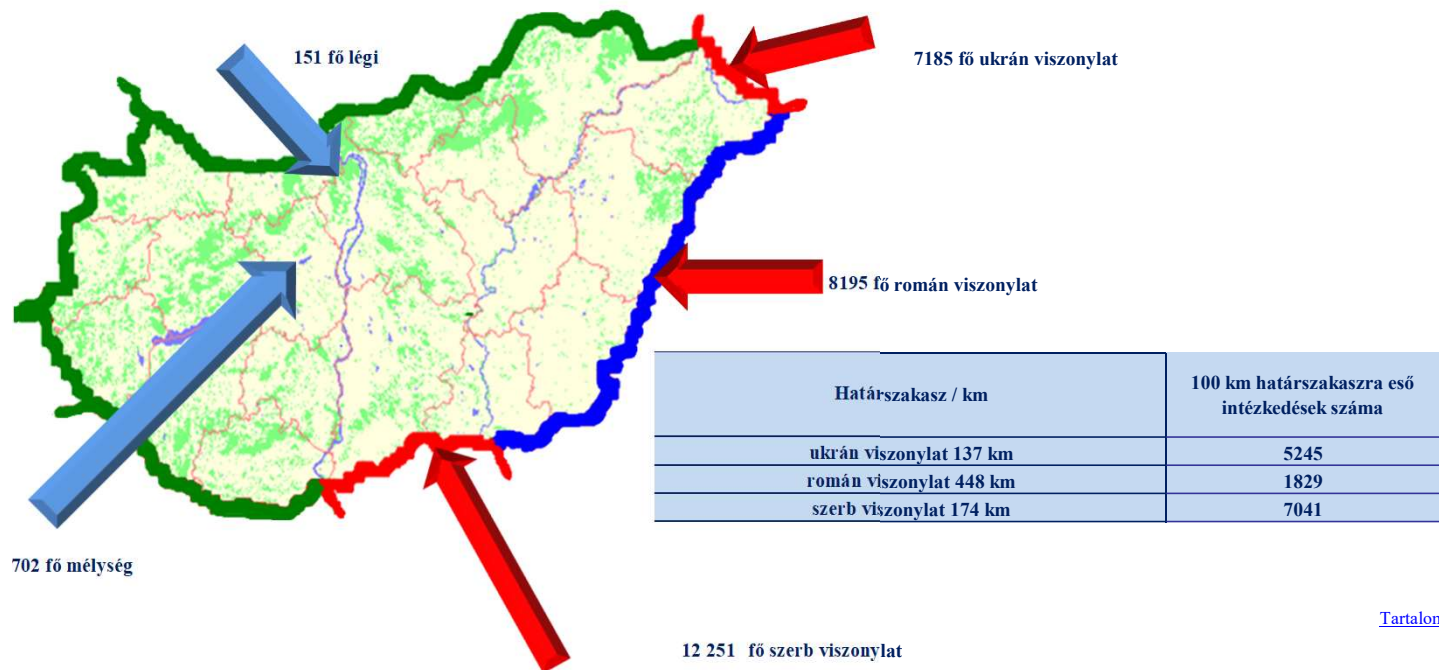 151 fő légi
7185 fő ukrán viszonylat
8195 fő román viszonylat
Határszakasz / km
100 km határszakaszra eső
intézkedések száma
ukrán viszonylat 137 km 5245
román viszonylat 448 km 1829
szerb viszonylat 174 km 7041
702 fő mélység
Tartalom
12 251 fő szerb viszonylat